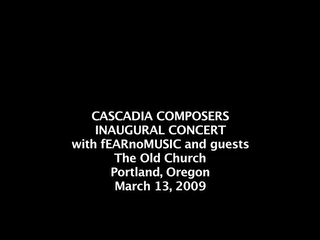 CASCADIA COMPOSERS
INAUGURAL CONCERT
with fEARnoMUSIC and guests
The Old Church
Portland, Oregon
March 13, 2009